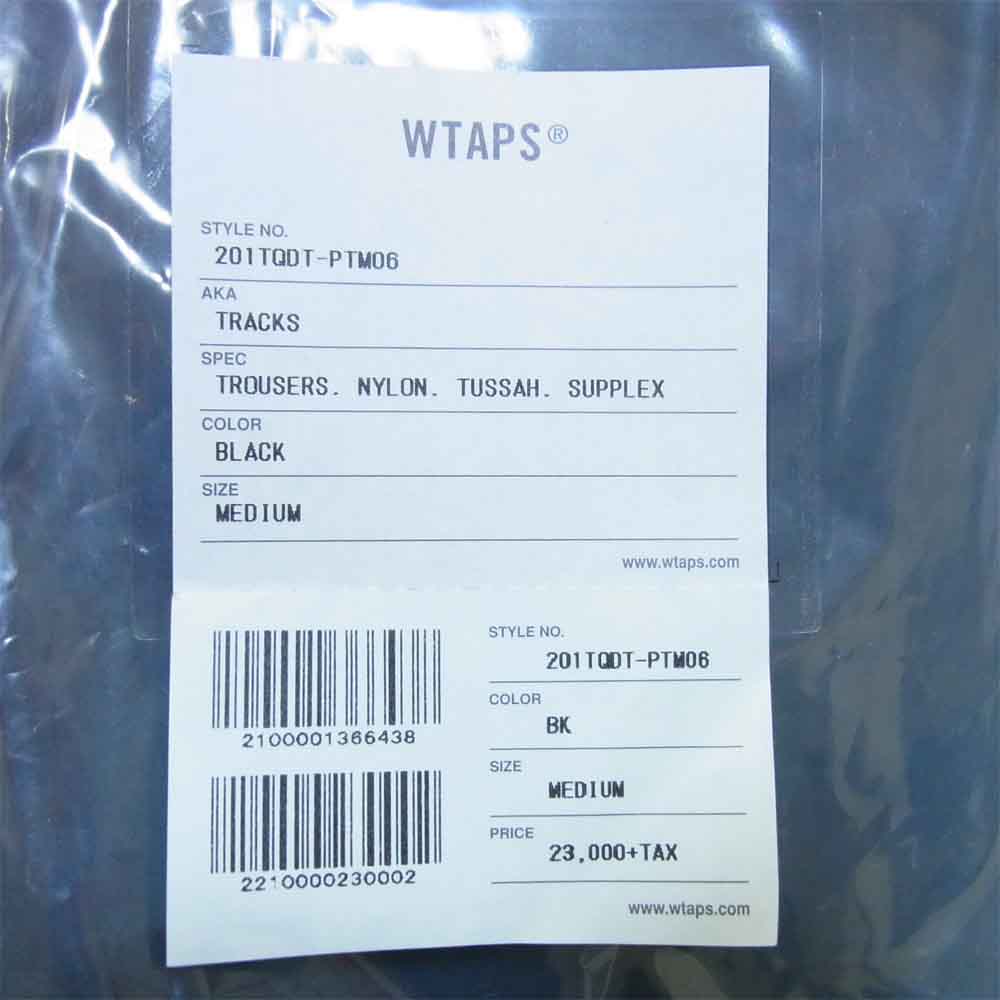 WTAPS®
STYLE NO.
201TQDT-PTM06
AKA
TRACKS
SPEC
TROUSERS. NYLON. TUSSAH. SUPPLEX
COLOR
BLACK
SIZE
MEDIUM
www.wtaps.com
2100001366438
2210000230002
STYLE NO.
201TQDT-PTM06
COLOR
BK
SIZE
MEDIUM
PRICE
23,000+TAX
www.wtaps.com